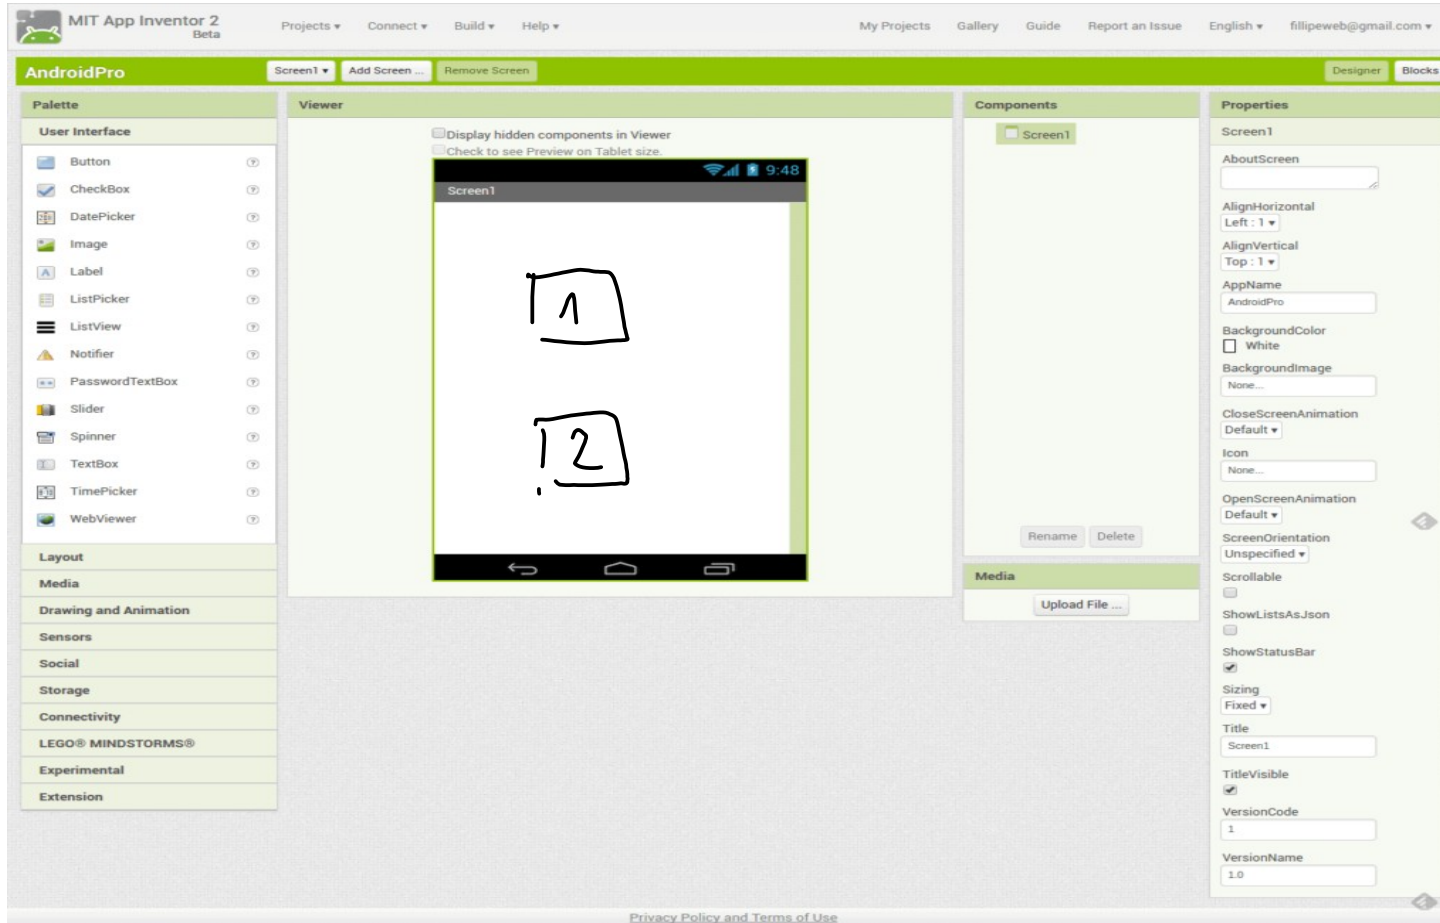 MIT App Inventor 2
Beta
Projects Connect Build Help My Projects Gallery Guide Report an Issue English fillipeweb@gmail.com
AndroidPro Screen1 Add Screen ... Remove Screen Designer Blocks
Palette
User Interface
Button
CheckBox
DatePicker
Image
Label
ListPicker
ListView
Notifier
PasswordTextBox
Slider
Spinner
TextBox
TimePicker
WebViewer
Layout
Media
Drawing and Animation
Sensors
Social
Storage
Connectivity
LEGO® MINDSTORMS®
Experimental
Extension
Viewer
Display hidden components in Viewer
Check to see Preview on Tablet size.
9:48
Screen1
1
2
Components
Screen1
Rename Delete
Media
Upload File ...
Properties
Screen1
AboutScreen
AlignHorizontal
Left : 1
AlignVertical
Top : 1
AppName
AndroidPro
BackgroundColor
White
BackgroundImage
None...
CloseScreenAnimation
Default
Icon
None...
OpenScreenAnimation
Default
ScreenOrientation
Unspecified
Scrollable
ShowListsAsJson
ShowStatusBar
Sizing
Fixed
Title
Screen1
TitleVisible
VersionCode
1
VersionName
1.0
Privacy Policy and Terms of Use